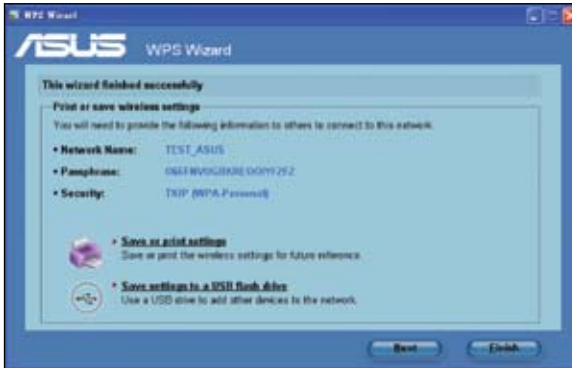 WPS Wizard
ASUS WPS Wizard
This wizard finished successfully
Print or save wireless settings
You will need to provide the following information to others to connect to this network.
• Network Name: TEST_ASUS
• Passphrase:
• Security: TKIP (WPA-Personal)
Save or print settings
Save or print the wireless settings for future reference.
Save settings to a USB flash drive
Use a USB drive to add other devices to the network.
Next Finish